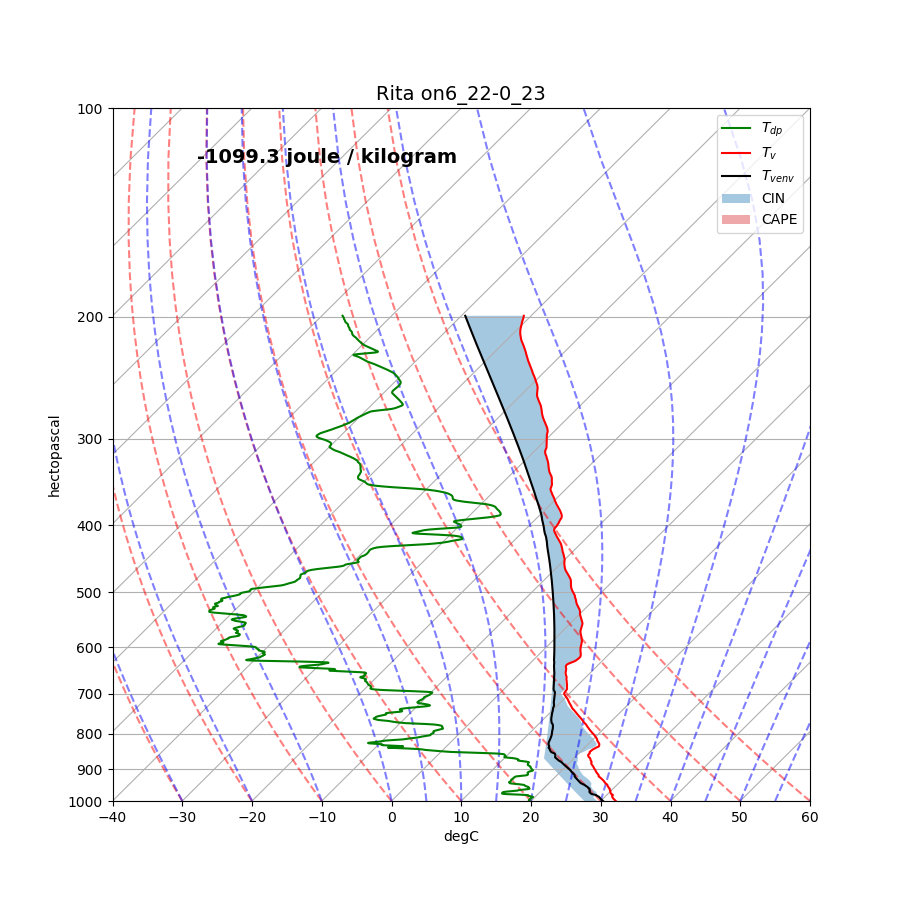 Rita on6_22-0_23
-1099.3 joule / kilogram
T_dp
T_v
T_venv
CIN
CAPE
hectopascal
100
200
300
400
500
600
700
800
900
1000
−40 −30 −20 −10 0 10 20 30 40 50 60
degC